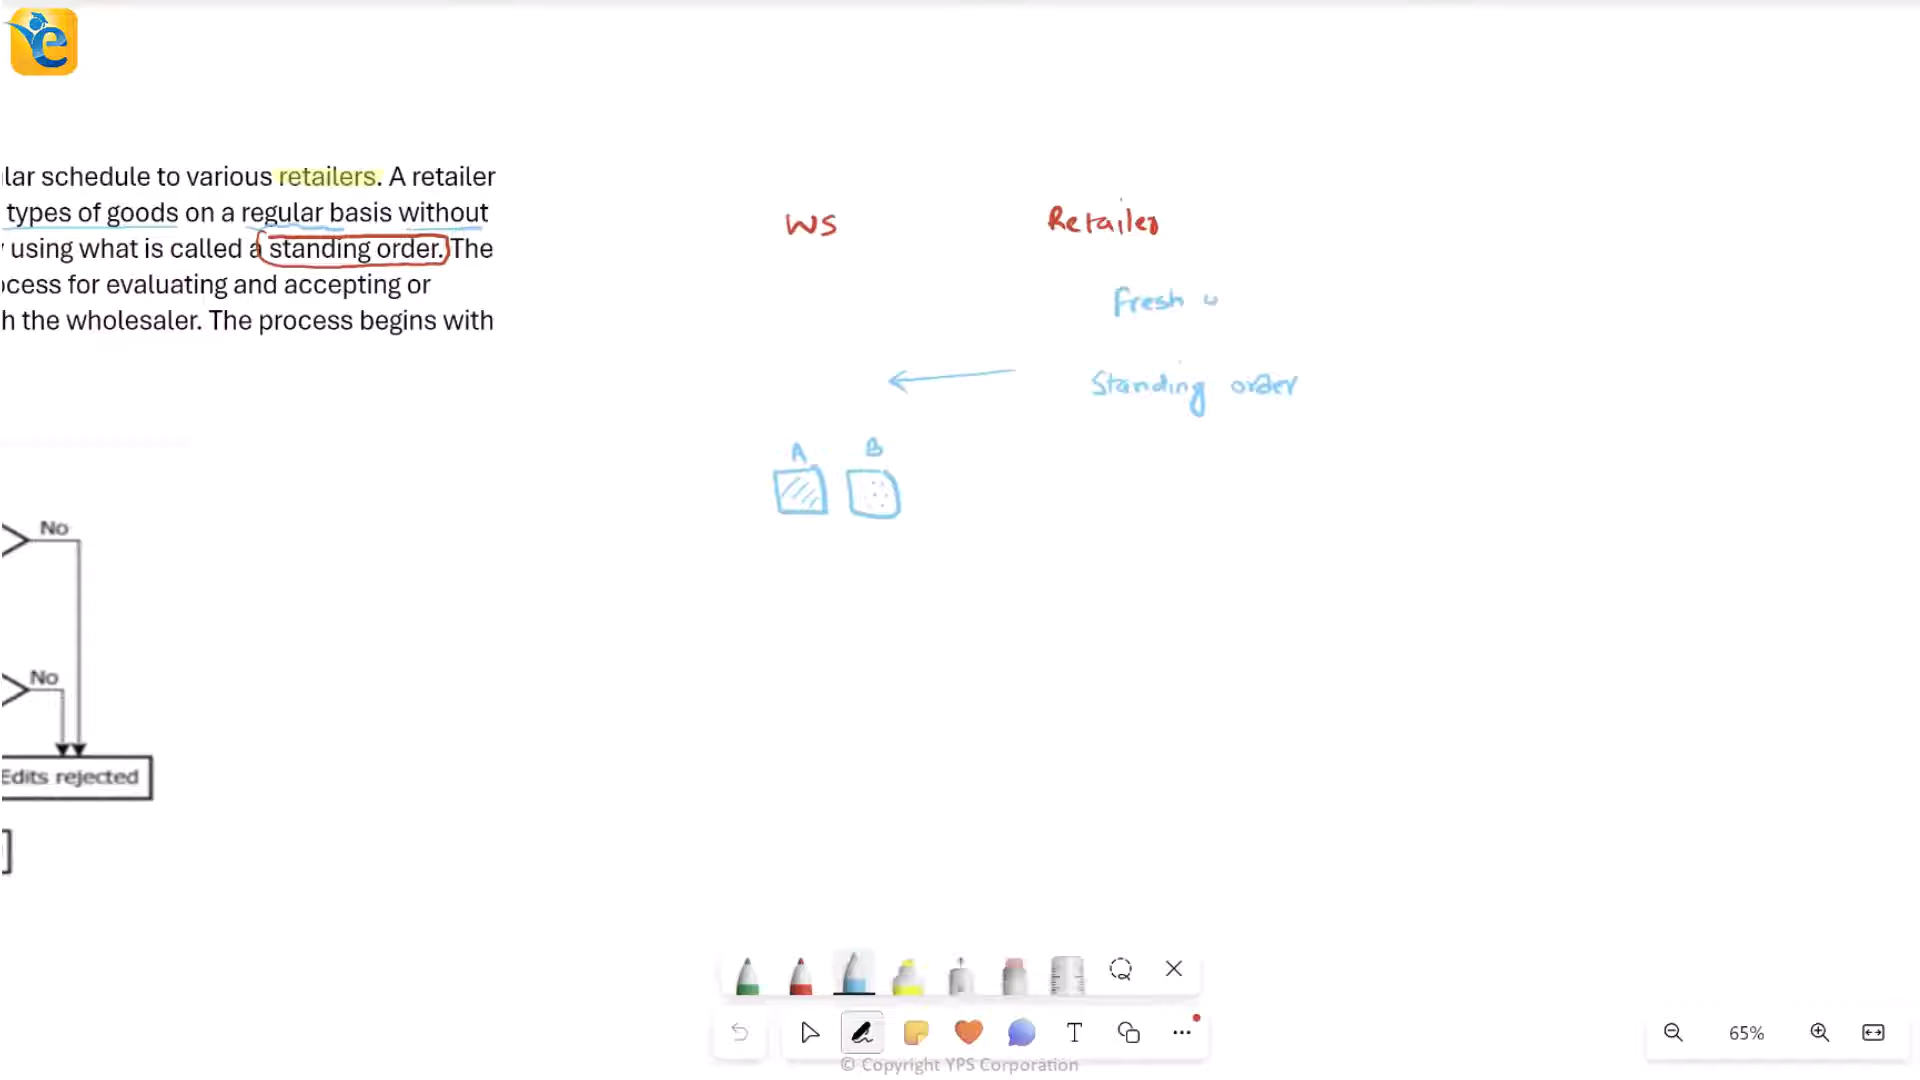 lar schedule to various retailers. A retailer
types of goods on a regular basis without
using what is called a standing order. The
ocess for evaluating and accepting or
h the wholesaler. The process begins with
WS
Retailer
Fresh
Standing order
A B
No
No
Edits rejected
T
65%
© Copyright YPS Corporation